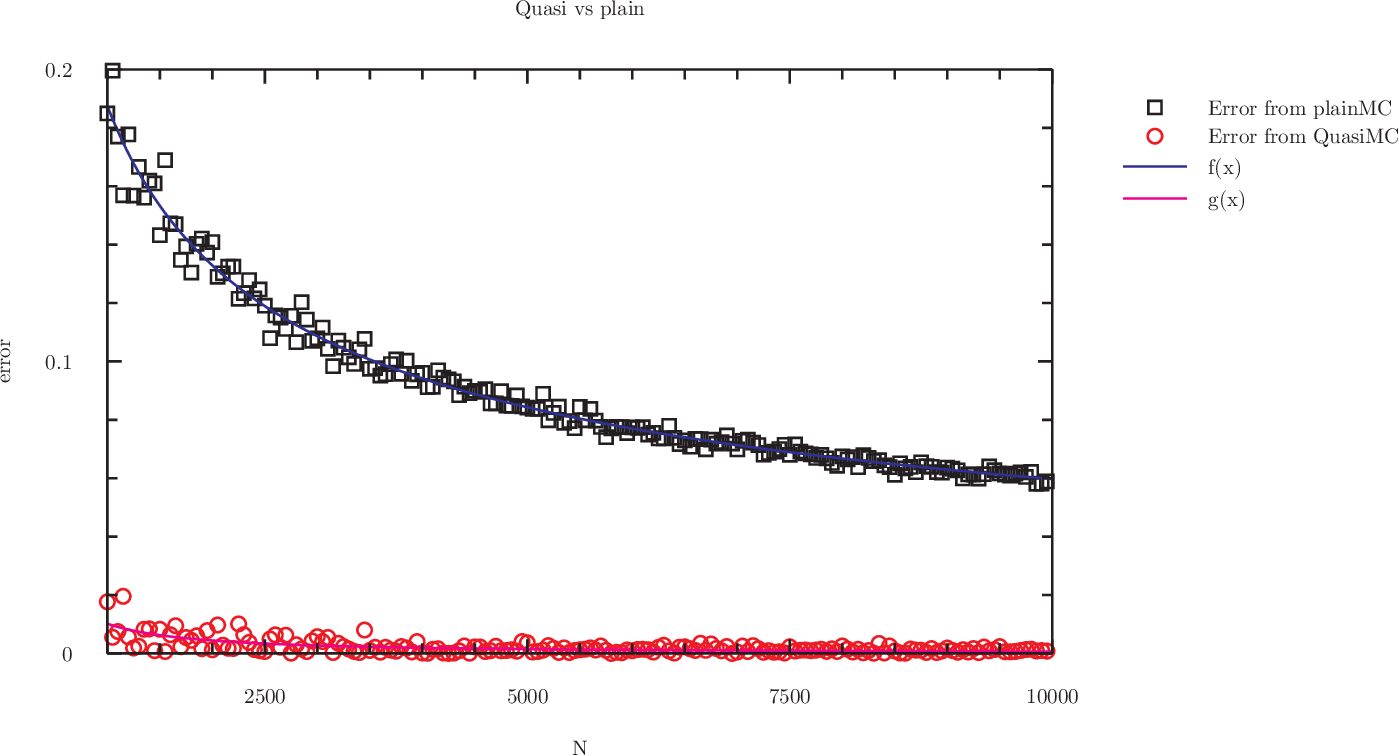 Quasi vs plain
0.2
0.1
0
error
2500
5000
7500
10000
N
Error from plainMC
Error from QuasiMC
f(x)
g(x)